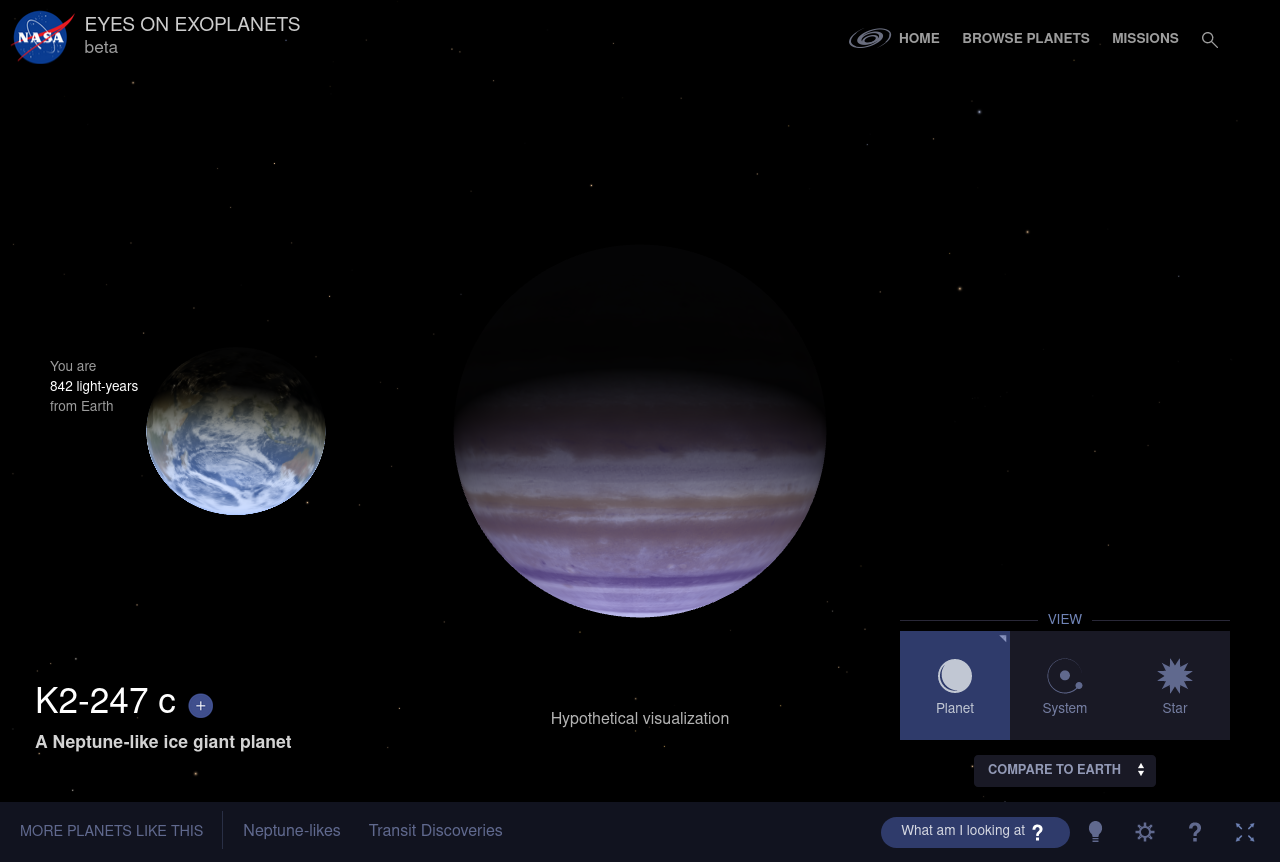 NASA
EYES ON EXOPLANETS
beta
HOME
BROWSE PLANETS
MISSIONS
You are
842 light-years
from Earth
VIEW
Planet
System
Star
K2-247 c +
A Neptune-like ice giant planet
Hypothetical visualization
COMPARE TO EARTH
MORE PLANETS LIKE THIS
Neptune-likes
Transit Discoveries
What am I looking at ?
?